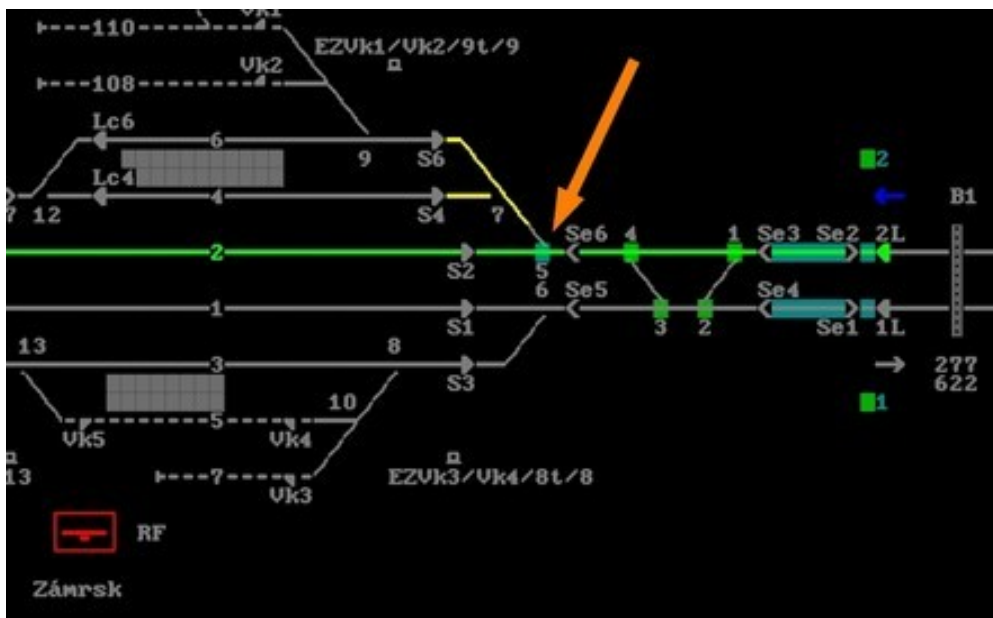 Vk1
110
EZVk1/Vk2/9t/9
Vk2
108
Lc6
6
9
S6
2
Lc4
4
S4
7
7 12
B1
Se6 4
1 Se3 Se2 2L
2
S2
5
6 Se5
Se4
1
S1
3 2
Se1 1L
13
8
3
S3
277
622
10
1
5
Vk5
Vk4
13
7
EZVk3/Vk4/8t/8
Vk3
RF
Zámrsk